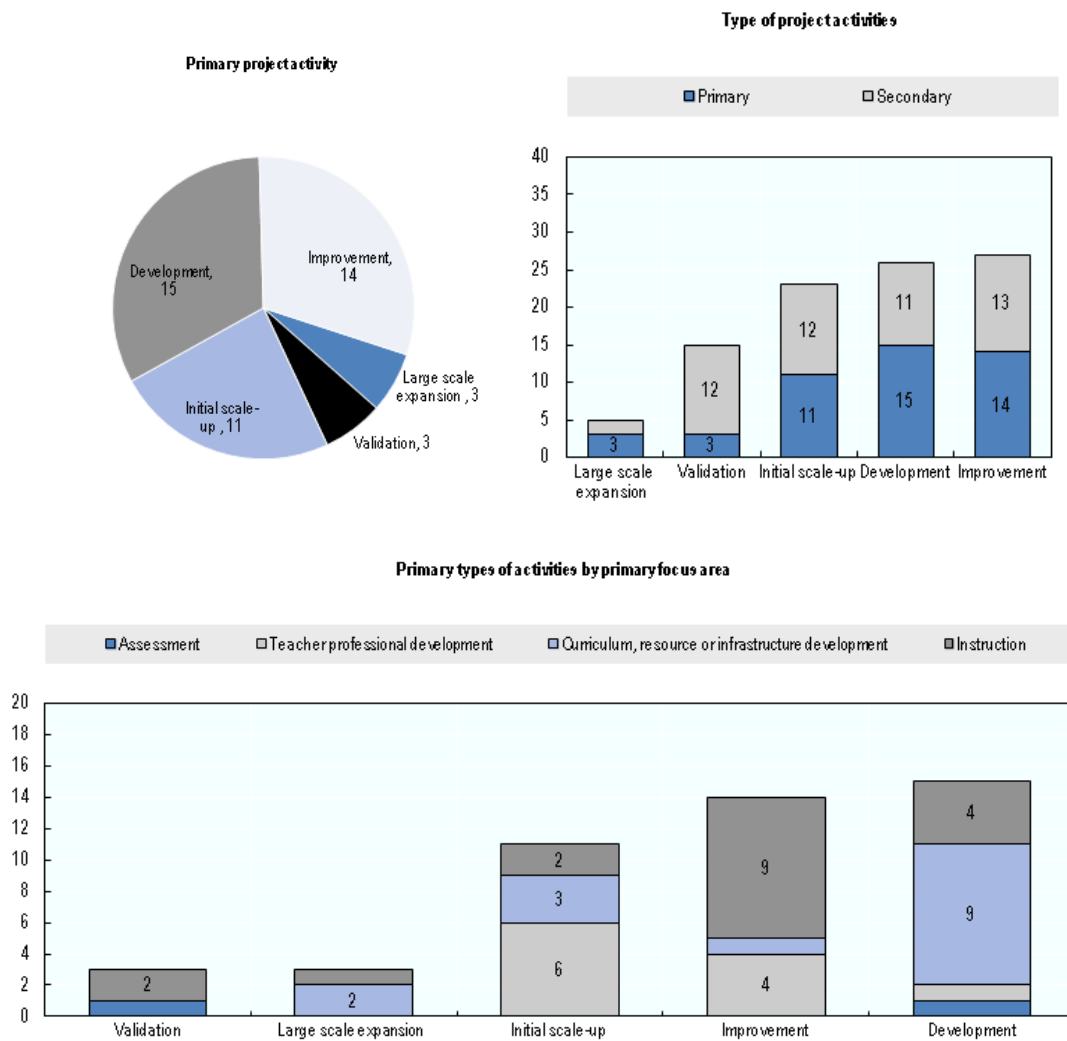 Type of project activities
Primary project activity
Primary
Secondary
Improvement,
14
Development,
15
Large scale
expansion , 3
Initial scale-
up , 11
Validation, 3
40
35
30
25
20
15
10
5
0
3
12
3
12
11
11
15
13
14
Large scale
expansion
Validation
Initial scale-up
Development
Improvement
Primary types of activities by primary focus area
Assessment
Teacher professional development
Curriculum, resource or infrastructure development
Instruction
20
18
16
14
12
10
8
6
4
2
0
2
2
2
3
6
9
4
4
9
Validation
Large scale expansion
Initial scale-up
Improvement
Development